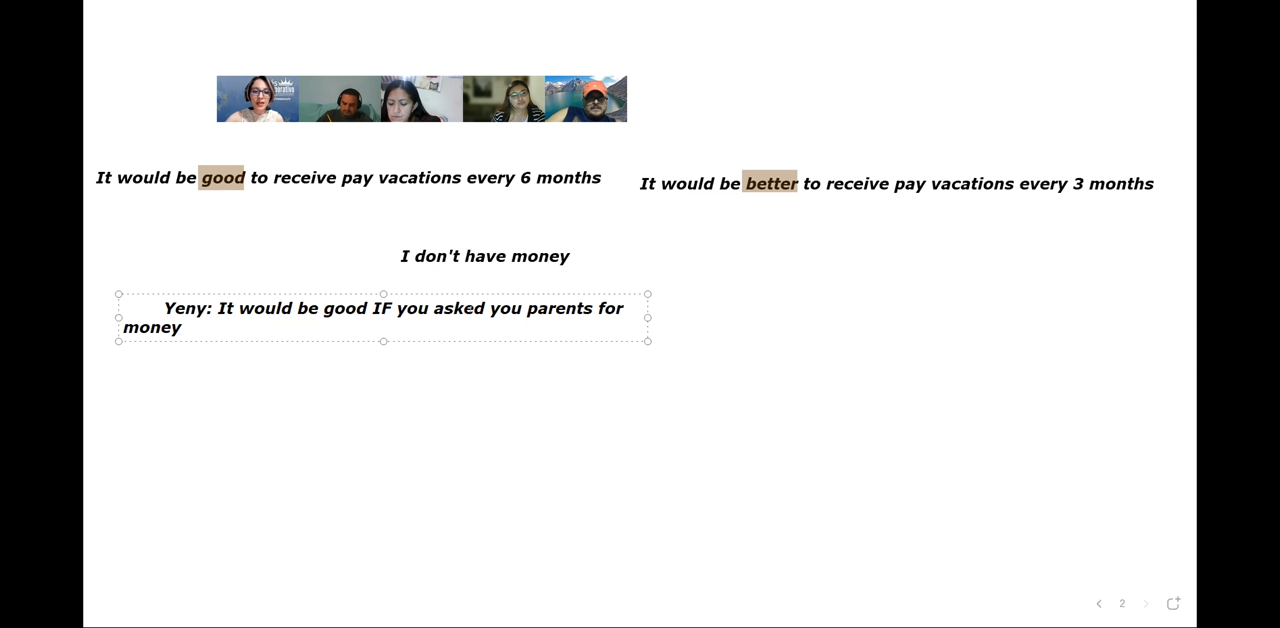 It would be good to receive pay vacations every 6 months
It would be better to receive pay vacations every 3 months
I don't have money
Yeny: It would be good IF you asked you parents for
money
2